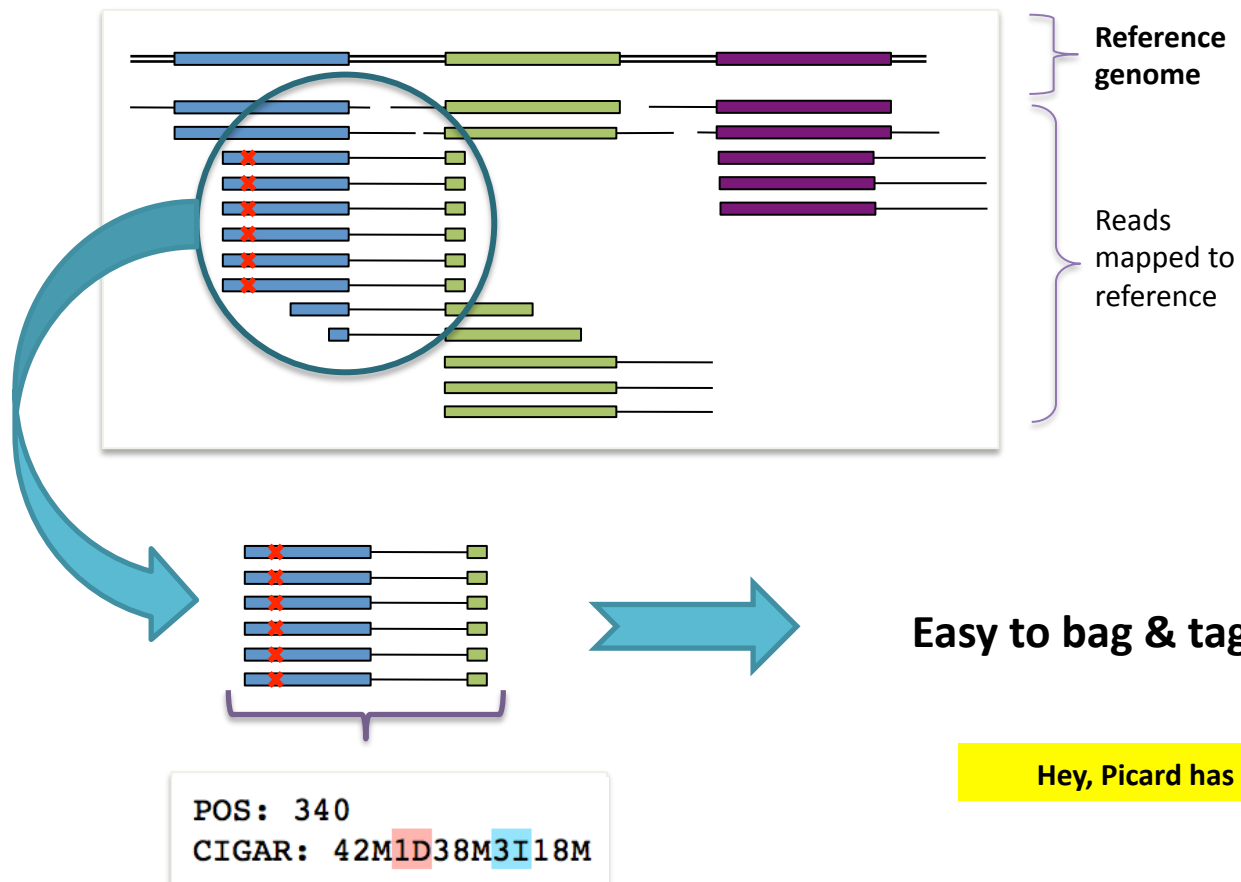 Reference
genome
Reads
mapped to
reference
Easy to bag & tag
Hey, Picard has
POS: 340
CIGAR: 42M1D38M3I18M